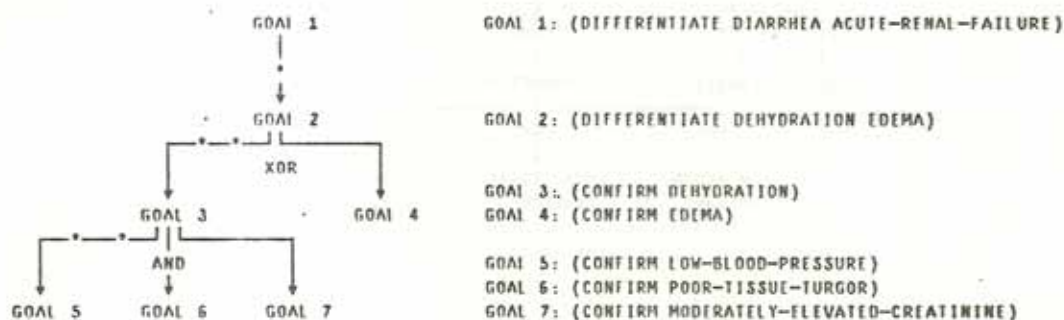 GOAL 1 GOAL 1: (DIFFERENTIATE DIARRHEA ACUTE-RENAL-FAILURE)
GOAL 2 GOAL 2: (DIFFERENTIATE DEHYDRATION EDEMA)
XOR
GOAL 3: (CONFIRM DEHYDRATION)
GOAL 3 GOAL 4 GOAL 4: (CONFIRM EDEMA)
AND GOAL 5: (CONFIRM LOW-BLOOD-PRESSURE)
GOAL 6: (CONFIRM POOR-TISSUE-TURGOR)
GOAL 5 GOAL 6 GOAL 7 GOAL 7: (CONFIRM MODERATELY-ELEVATED-CREATININE)